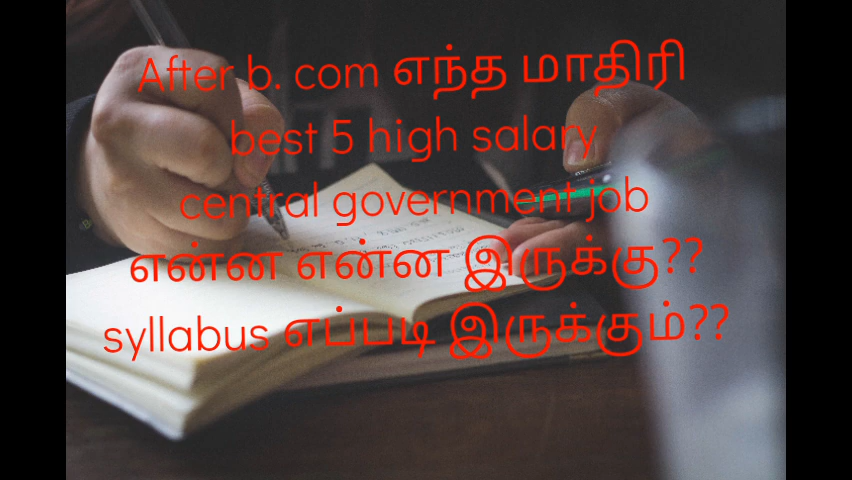 After b. com எந்த மாதிரி
best 5 high salary
central government job
என்ன என்ன இருக்கு??
syllabus எப்படி இருக்கும்??